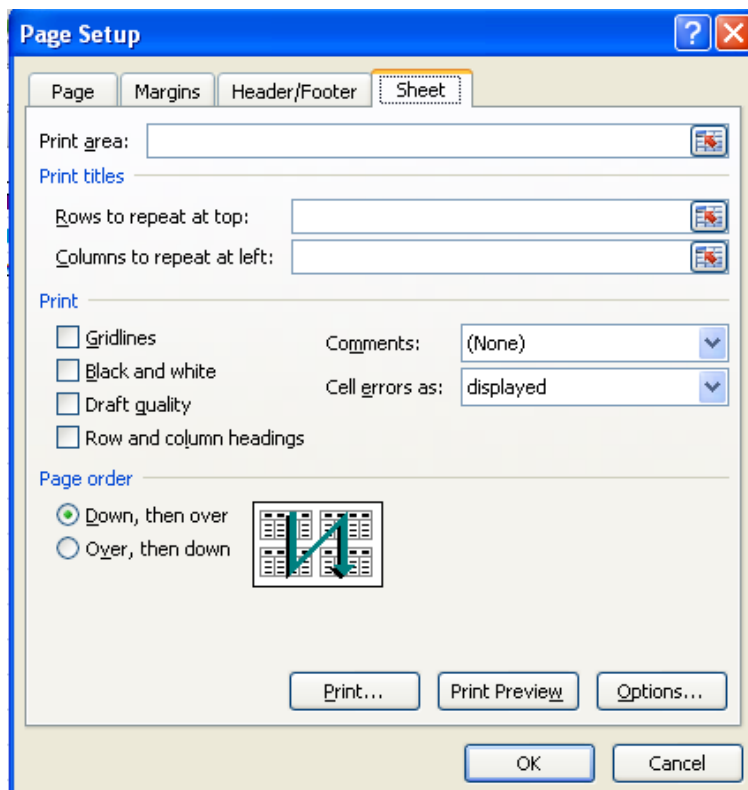 Page Setup
Page Margins Header/Footer Sheet
Print area:
Print titles
Rows to repeat at top:
Columns to repeat at left:
Print
Gridlines Comments: (None)
Black and white
Cell errors as: displayed
Draft quality
Row and column headings
Page order
Down, then over
Over, then down
Print... Print Preview Options...
OK Cancel